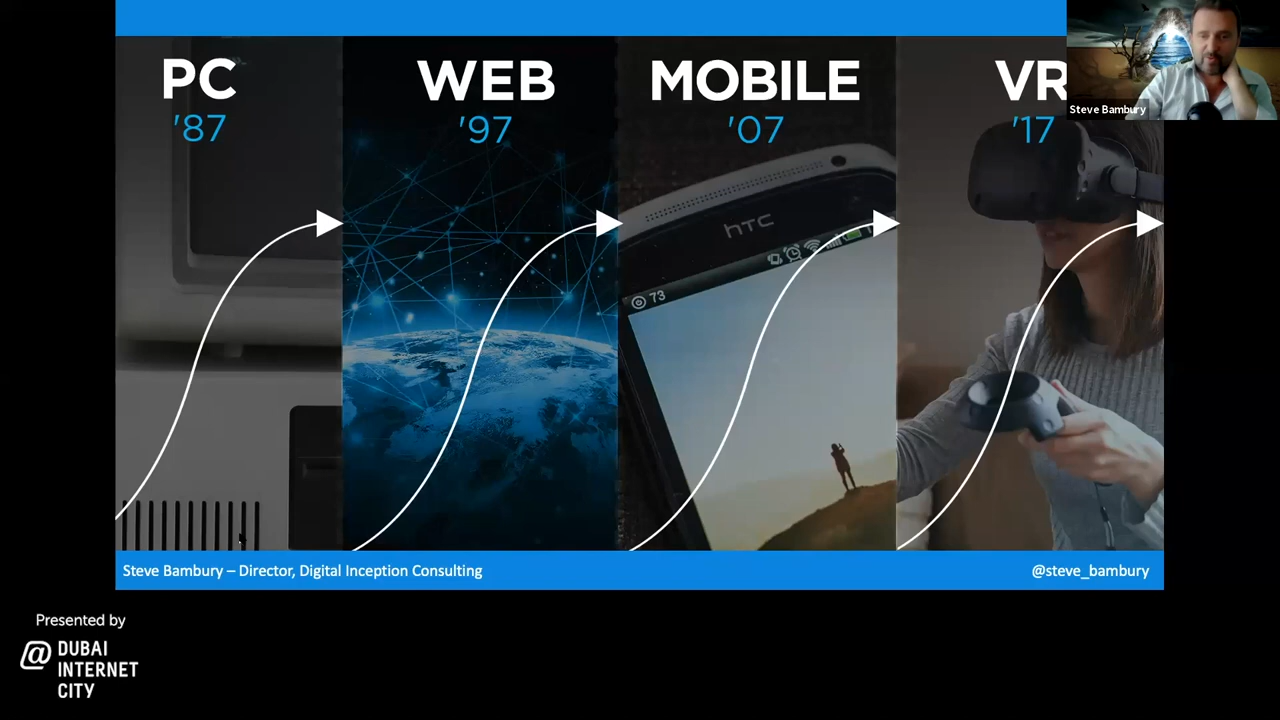 PC
'87
WEB
'97
MOBILE
'07
VR
'17
hTC
73
Steve Bambury
Steve Bambury – Director, Digital Inception Consulting
@steve_bambury
Presented by
@ DUBAI
INTERNET
CITY